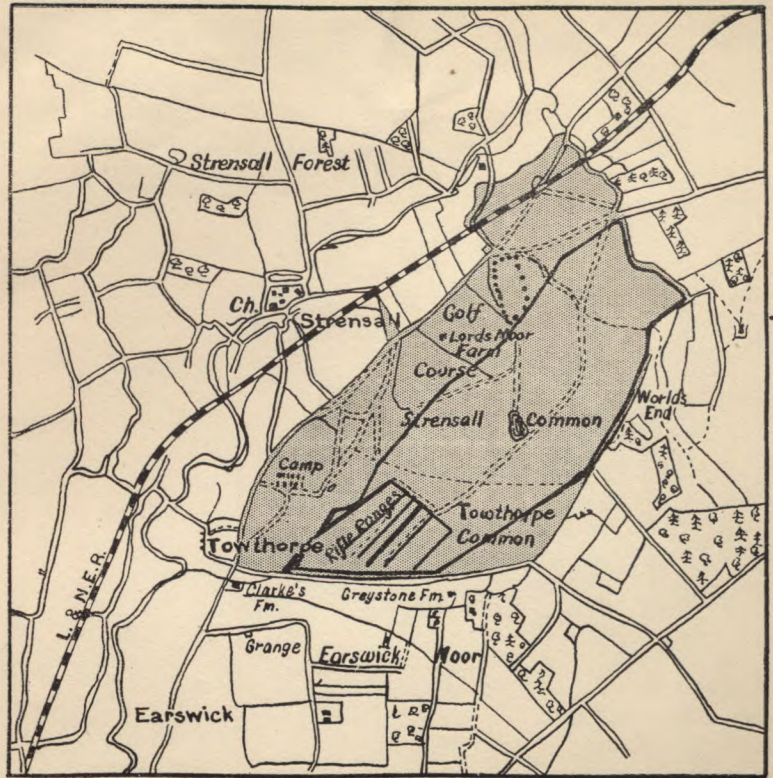 Strensall Forest
Ch.
Strensall
Golf
Lords Moor
Farm
Course
Strensall Common
World's
End
Camp
Rifle Ranges
Towthorpe
Common
Towthorpe
Clarke's
Fm.
Greystone Fm.
L. & N.E.R.
Grange
Earswick Moor
Earswick